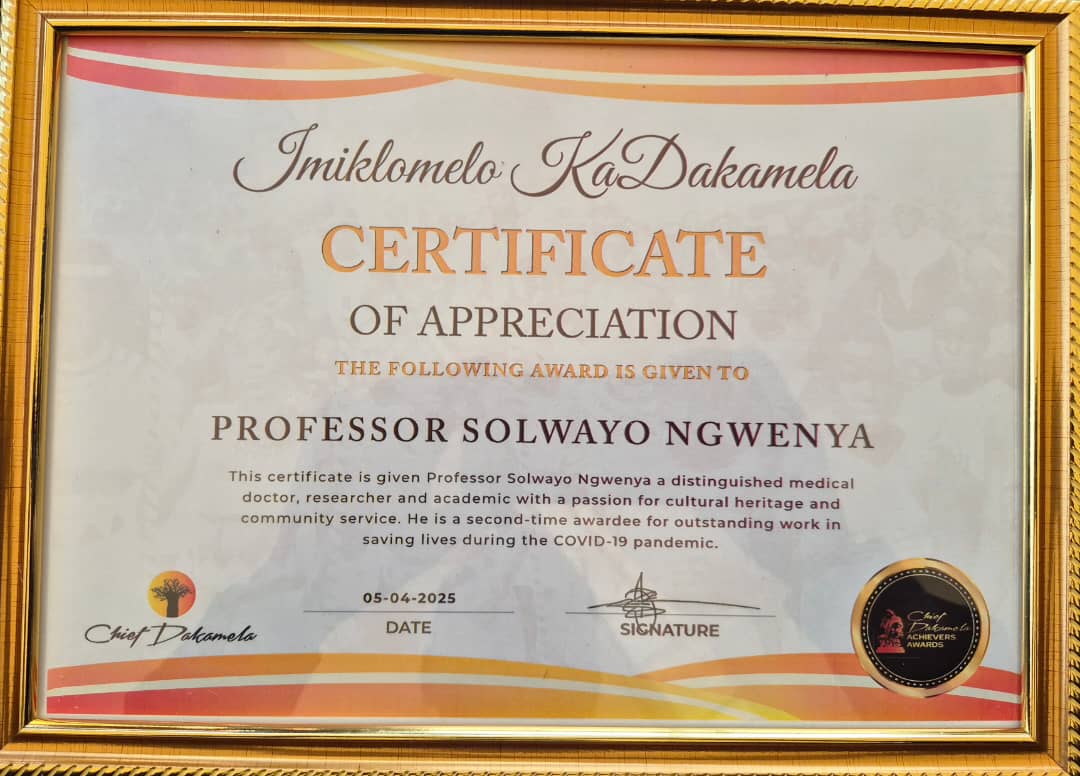 Imiklomelo KaDakamela
CERTIFICATE
OF APPRECIATION
THE FOLLOWING AWARD IS GIVEN TO
PROFESSOR SOLWAYO NGWENYA
This certificate is given Professor Solwayo Ngwenya a distinguished medical
doctor, researcher and academic with a passion for cultural heritage and
community service. He is a second-time awardee for outstanding work in
saving lives during the COVID-19 pandemic.
Chief Dakamela
05-04-2025
DATE
SIGNATURE
Chief
Dakamela
ACHIEVERS
AWARDS